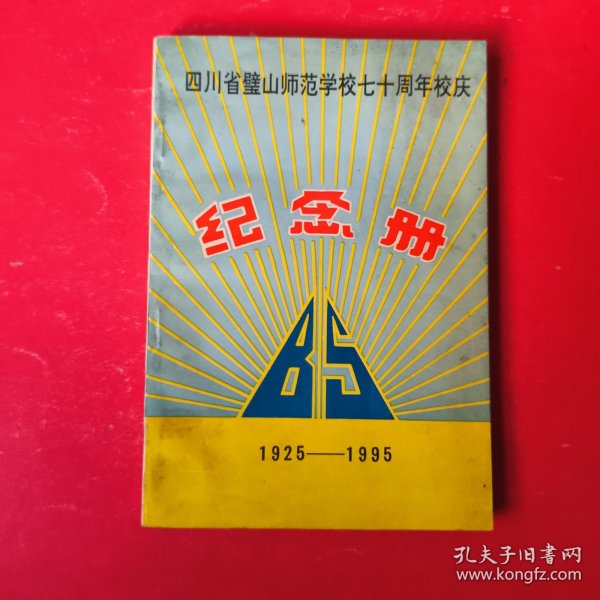 四川省璧山师范学校七十周年校庆
纪念册
BS
1925——1995
孔夫子旧书网
www.kongfz.com